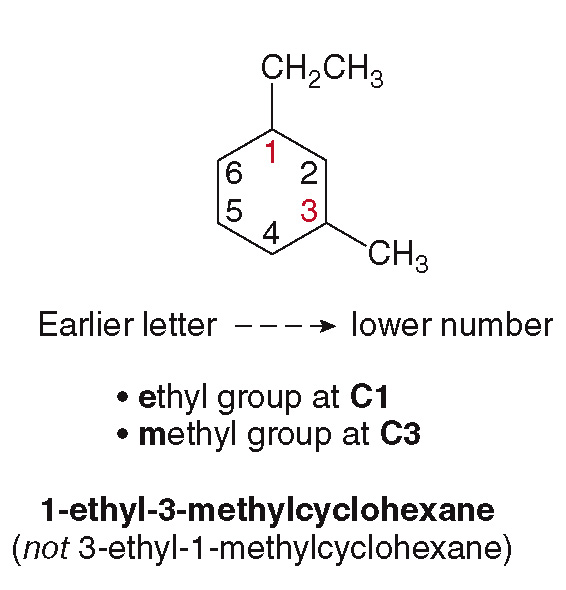 CH2CH3
1
6
2
5
3
4
CH3
Earlier letter ----→ lower number
• ethyl group at C1
• methyl group at C3
1-ethyl-3-methylcyclohexane
(not 3-ethyl-1-methylcyclohexane)